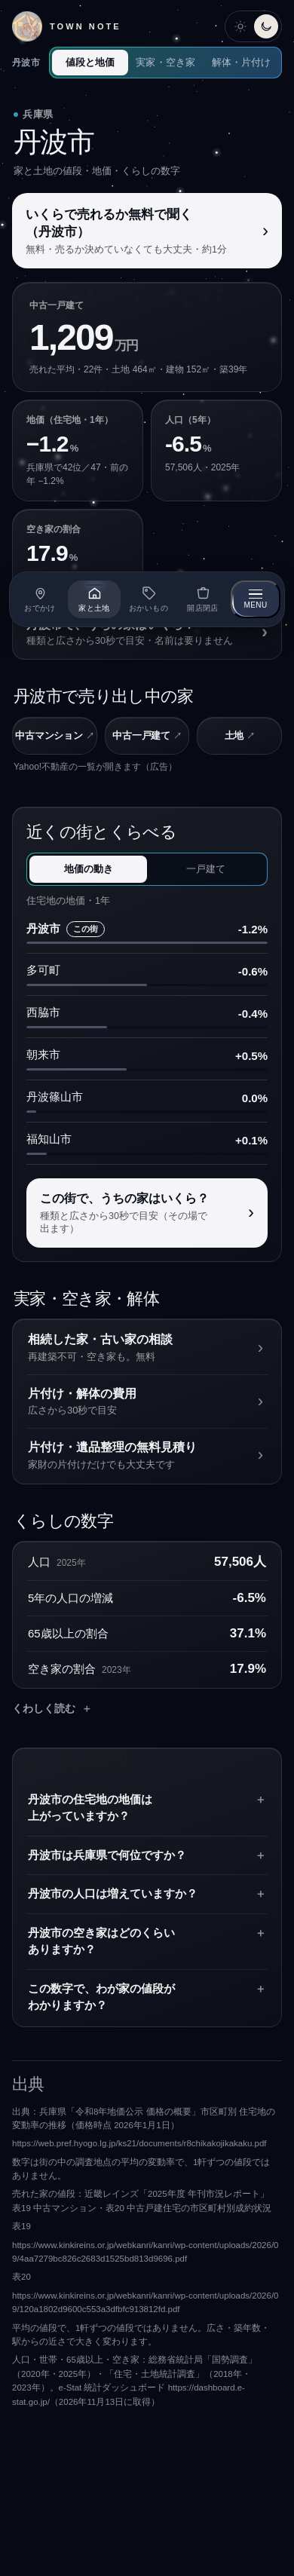 TOWN NOTE
丹波市
値段と地価
実家・空き家
解体・片付け
兵庫県
丹波市
家と土地の値段・地価・くらしの数字
いくらで売れるか無料で聞く
（丹波市）
無料・売るか決めていなくても大丈夫・約1分
›
中古一戸建て
1,209万円
売れた平均・22件・土地 464㎡・建物 152㎡・築39年
地価（住宅地・1年）
−1.2%
兵庫県で42位／47・前の
年 −1.2%
人口（5年）
-6.5%
57,506人・2025年
空き家の割合
17.9%
おでかけ
家と土地
おかいもの
開店閉店
MENU
種類と広さから30秒で目安・名前は要りません
›
丹波市で売り出し中の家
中古マンション ↗
中古一戸建て ↗
土地 ↗
Yahoo!不動産の一覧が開きます（広告）
近くの街とくらべる
地価の動き
一戸建て
住宅地の地価・1年
丹波市 この街 -1.2%
多可町 -0.6%
西脇市 -0.4%
朝来市 +0.5%
丹波篠山市 0.0%
福知山市 +0.1%
この街で、うちの家はいくら？
種類と広さから30秒で目安（その場で
出ます）
›
実家・空き家・解体
相続した家・古い家の相談
再建築不可・空き家も。無料
›
片付け・解体の費用
広さから30秒で目安
›
片付け・遺品整理の無料見積り
家財の片付けだけでも大丈夫です
›
くらしの数字
人口 2025年 57,506人
5年の人口の増減 -6.5%
65歳以上の割合 37.1%
空き家の割合 2023年 17.9%
くわしく読む ＋
丹波市の住宅地の地価は
上がっていますか？
＋
丹波市は兵庫県で何位ですか？ ＋
丹波市の人口は増えていますか？ ＋
丹波市の空き家はどのくらい
ありますか？
＋
この数字で、わが家の値段が
わかりますか？
＋
出典
出典：兵庫県「令和8年地価公示 価格の概要」市区町別 住宅地の
変動率の推移（価格時点 2026年1月1日）
https://web.pref.hyogo.lg.jp/ks21/documents/r8chikakojikakaku.pdf
数字は街の中の調査地点の平均の変動率で、1軒ずつの値段では
ありません。
売れた家の値段：近畿レインズ「2025年度 年刊市況レポート」
表19 中古マンション・表20 中古戸建住宅の市区町村別成約状況
表19
https://www.kinkireins.or.jp/webkanri/kanri/wp-content/uploads/2026/0
9/4aa7279bc826c2683d1525bd813d9696.pdf
表20
https://www.kinkireins.or.jp/webkanri/kanri/wp-content/uploads/2026/0
9/120a1802d9600c553a3dfbfc913812fd.pdf
平均の値段で、1軒ずつの値段ではありません。広さ・築年数・
駅からの近さで大きく変わります。
人口・世帯・65歳以上・空き家：総務省統計局「国勢調査」
（2020年・2025年）・「住宅・土地統計調査」（2018年・
2023年）。e-Stat 統計ダッシュボード https://dashboard.e-
stat.go.jp/（2026年11月13日に取得）